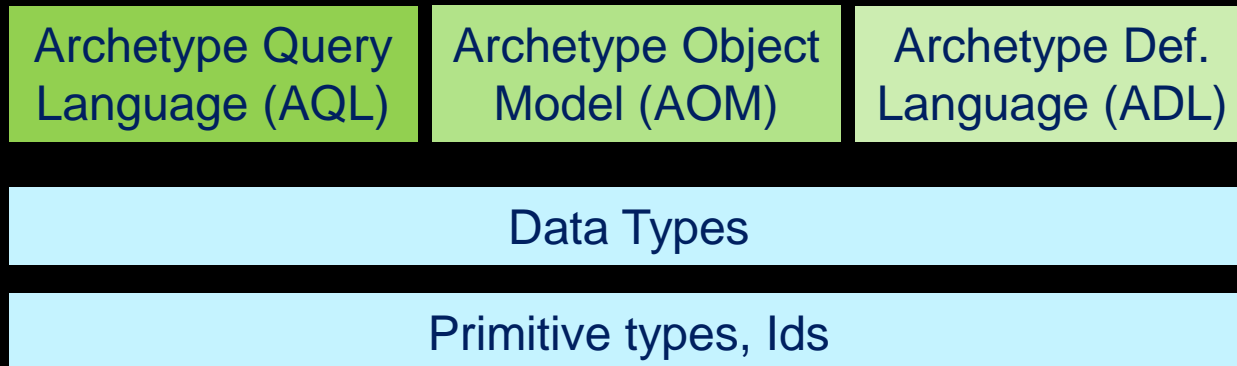 Archetype Query
Language (AQL)
Archetype Object
Model (AOM)
Archetype Def.
Language (ADL)
Data Types
Primitive types, Ids